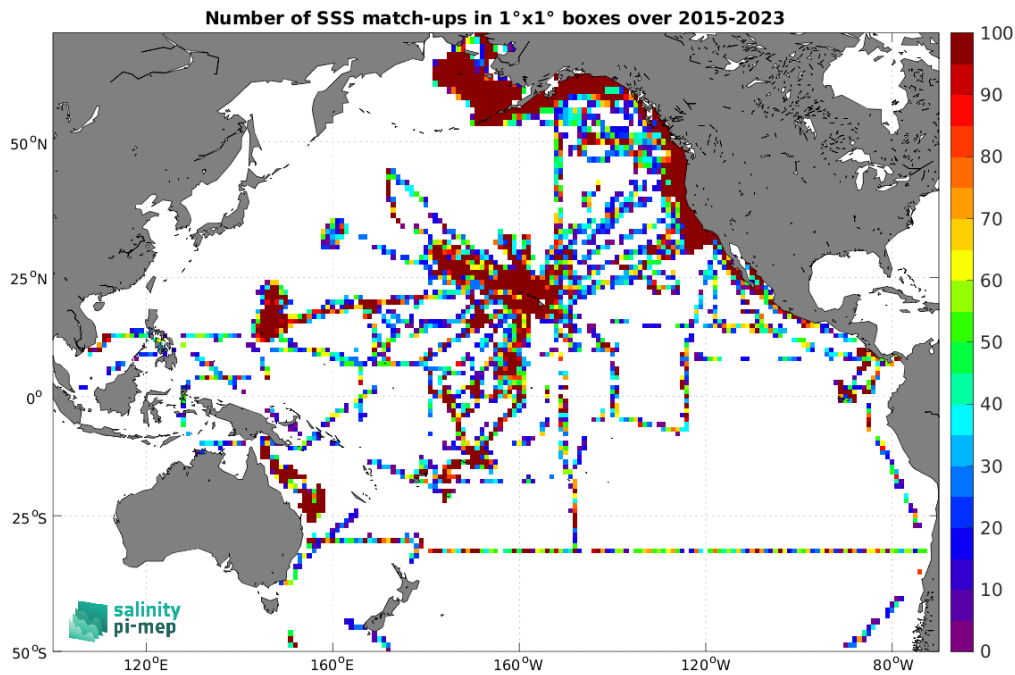 Number of SSS match-ups in 1°x1° boxes over 2015-2023
50°N
25°N
0°
25°S
50°S
120°E
160°E
160°W
120°W
80°W
100
90
80
70
60
50
40
30
20
10
0
salinity
pi-mep